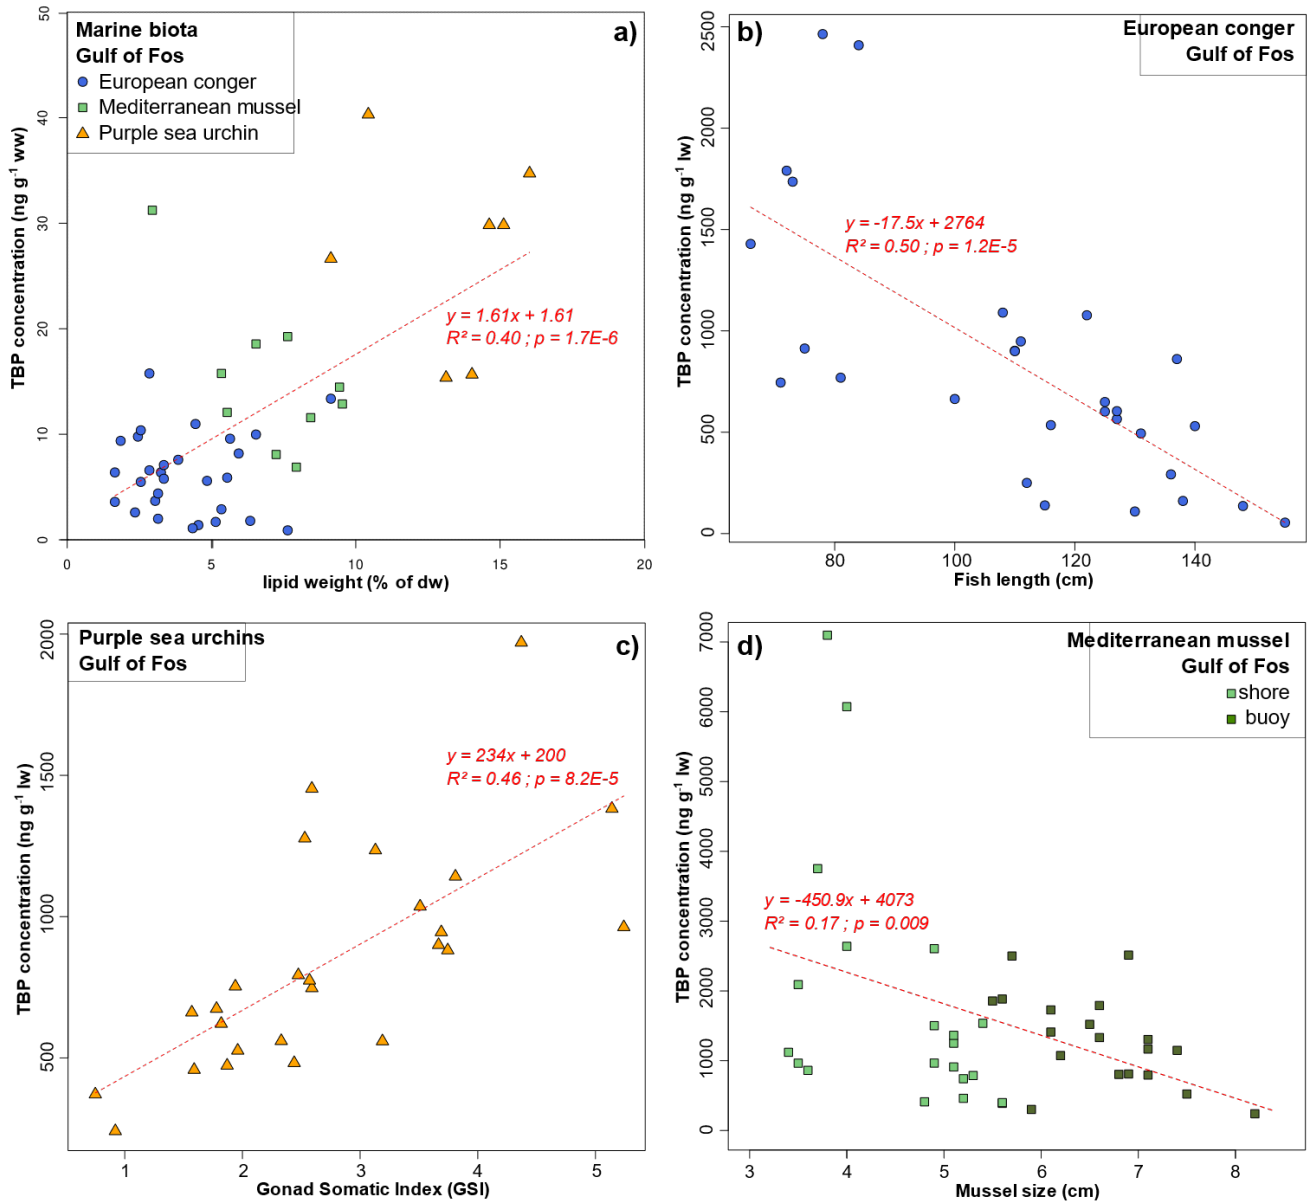 Marine biota
Gulf of Fos
European conger
Mediterranean mussel
Purple sea urchin
a)
50
40
30
20
10
0
TBP concentration (ng g⁻¹ ww)
y = 1.61x + 1.61
R² = 0.40 ; p = 1.7E-6
0 5 10 15 20
lipid weight (% of dw)
b)
European conger
Gulf of Fos
2500
2000
1500
1000
500
0
TBP concentration (ng g⁻¹ lw)
y = -17.5x + 2764
R² = 0.50 ; p = 1.2E-5
80 100 120 140
Fish length (cm)
Purple sea urchins
Gulf of Fos
c)
2000
1500
1000
500
TBP concentration (ng g⁻¹ lw)
y = 234x + 200
R² = 0.46 ; p = 8.2E-5
1 2 3 4 5
Gonad Somatic Index (GSI)
d)
Mediterranean mussel
Gulf of Fos
shore
buoy
7000
6000
5000
4000
3000
2000
1000
0
TBP concentration (ng g⁻¹ lw)
y = -450.9x + 4073
R² = 0.17 ; p = 0.009
3 4 5 6 7 8
Mussel size (cm)